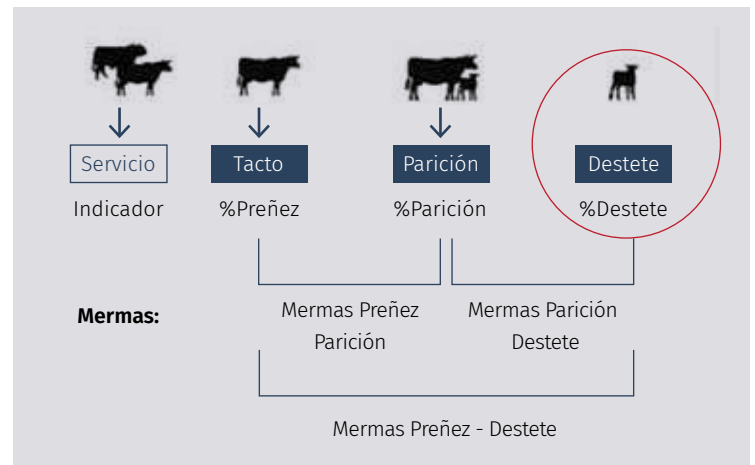 Servicio Tacto Parición Destete
Indicador %Preñez %Parición %Destete
Mermas:
Mermas Preñez
Parición
Mermas Parición
Destete
Mermas Preñez - Destete